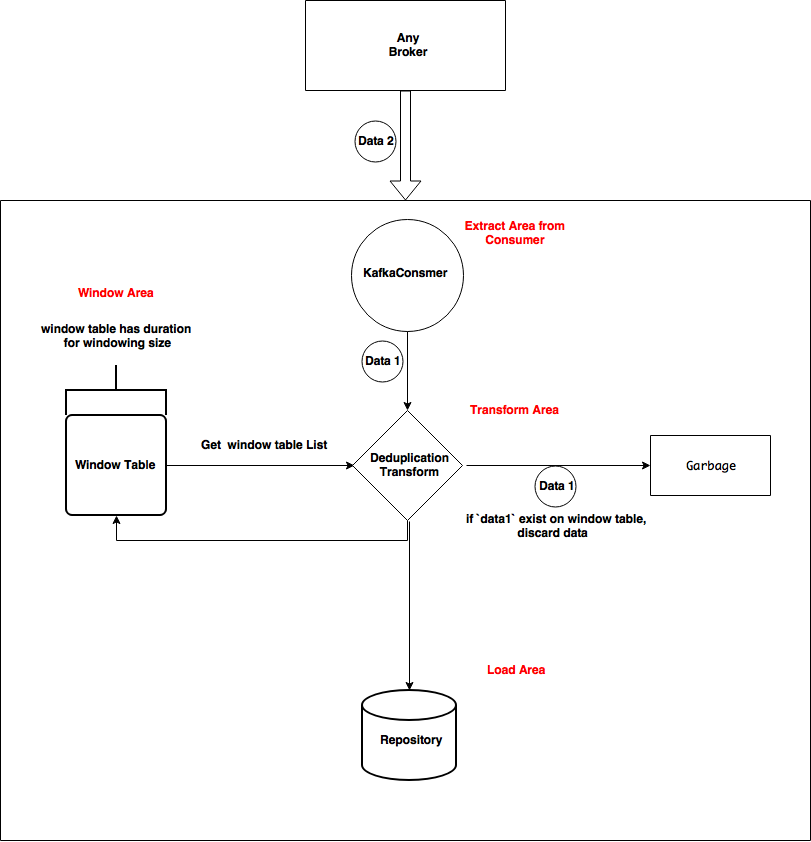 Any
Broker
Data 2
Extract Area from
Consumer
KafkaConsmer
Window Area
window table has duration
for windowing size
Data 1
Transform Area
Window Table
Get  window table List
Deduplication
Transform
Garbage
Data 1
if `data1` exist on window table,
discard data
Load Area
Repository